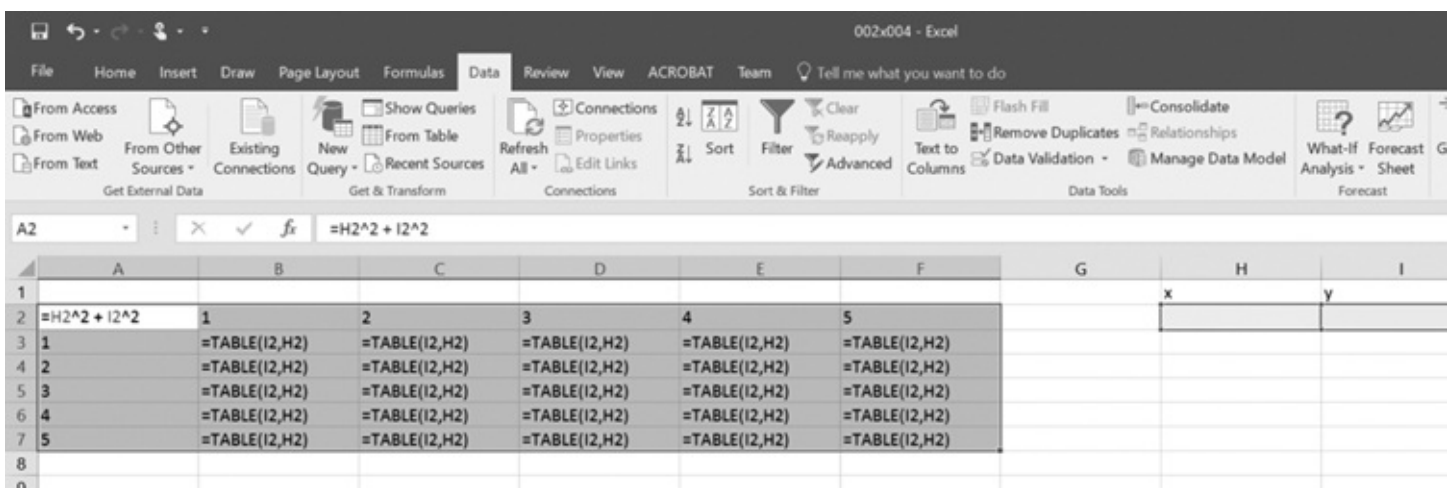 002x004 - Excel
File Home Insert Draw Page Layout Formulas Data Review View ACROBAT Team Tell me what you want to do
From Access
From Web
From Text
From Other Sources
Get External Data
Existing Connections
New Query
Show Queries
From Table
Recent Sources
Get & Transform
Refresh All
Connections
Properties
Edit Links
Connections
Sort
Filter
Clear
Reapply
Advanced
Sort & Filter
Text to Columns
Flash Fill
Remove Duplicates
Data Validation
Consolidate
Relationships
Manage Data Model
Data Tools
What-If Analysis
Forecast Sheet
Forecast
A2 fx =H2^2 + I2^2
A B C D E F G H I
1 x y
2 =H2^2 + I2^2 1 2 3 4 5
3 1 =TABLE(I2,H2) =TABLE(I2,H2) =TABLE(I2,H2) =TABLE(I2,H2) =TABLE(I2,H2)
4 2 =TABLE(I2,H2) =TABLE(I2,H2) =TABLE(I2,H2) =TABLE(I2,H2) =TABLE(I2,H2)
5 3 =TABLE(I2,H2) =TABLE(I2,H2) =TABLE(I2,H2) =TABLE(I2,H2) =TABLE(I2,H2)
6 4 =TABLE(I2,H2) =TABLE(I2,H2) =TABLE(I2,H2) =TABLE(I2,H2) =TABLE(I2,H2)
7 5 =TABLE(I2,H2) =TABLE(I2,H2) =TABLE(I2,H2) =TABLE(I2,H2) =TABLE(I2,H2)
8